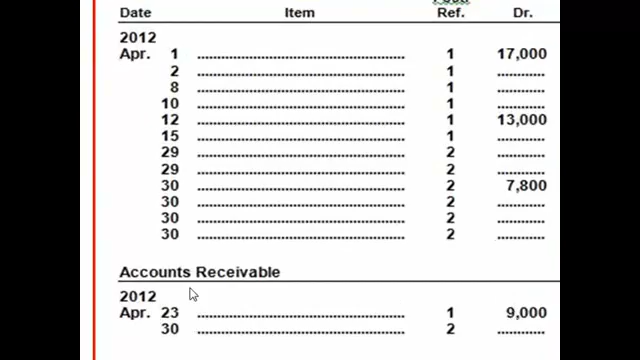 Date Item Ref. Dr.
2012
Apr. 1 ........................................................ 1 17,000
2 ........................................................ 1 ............
8 ........................................................ 1 ............
10 ........................................................ 1 ............
12 ........................................................ 1 13,000
15 ........................................................ 1 ............
29 ........................................................ 2 ............
29 ........................................................ 2 ............
30 ........................................................ 2 7,800
30 ........................................................ 2 ............
30 ........................................................ 2 ............
30 ........................................................ 2 ............
Accounts Receivable
2012
Apr. 23 ........................................................ 1 9,000
30 ........................................................ 2 ............